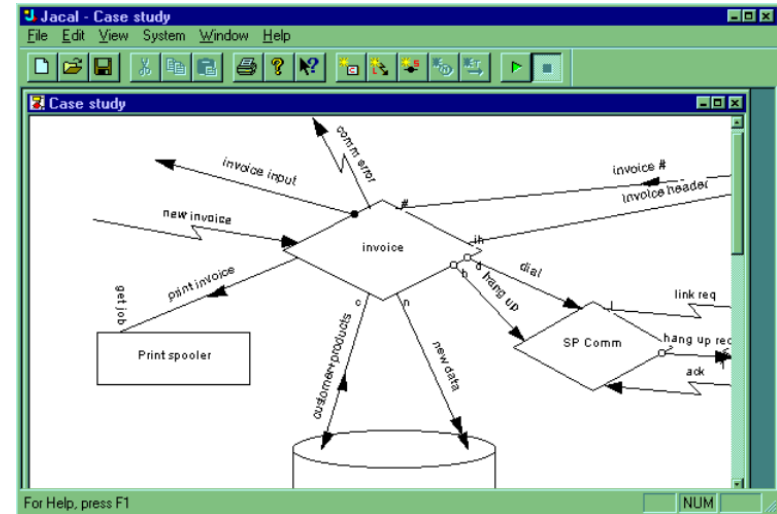 Jacal - Case study
File Edit View System Window Help
Case study
comm error
invoice input
invoice #
Invoice header
#
new invoice
invoice
ih
dial
d
h
hang up
get job
print invoice
c
n
link req
l
Print spooler
customer+products
new data
SP Comm
hang up req
ack
For Help, press F1
NUM